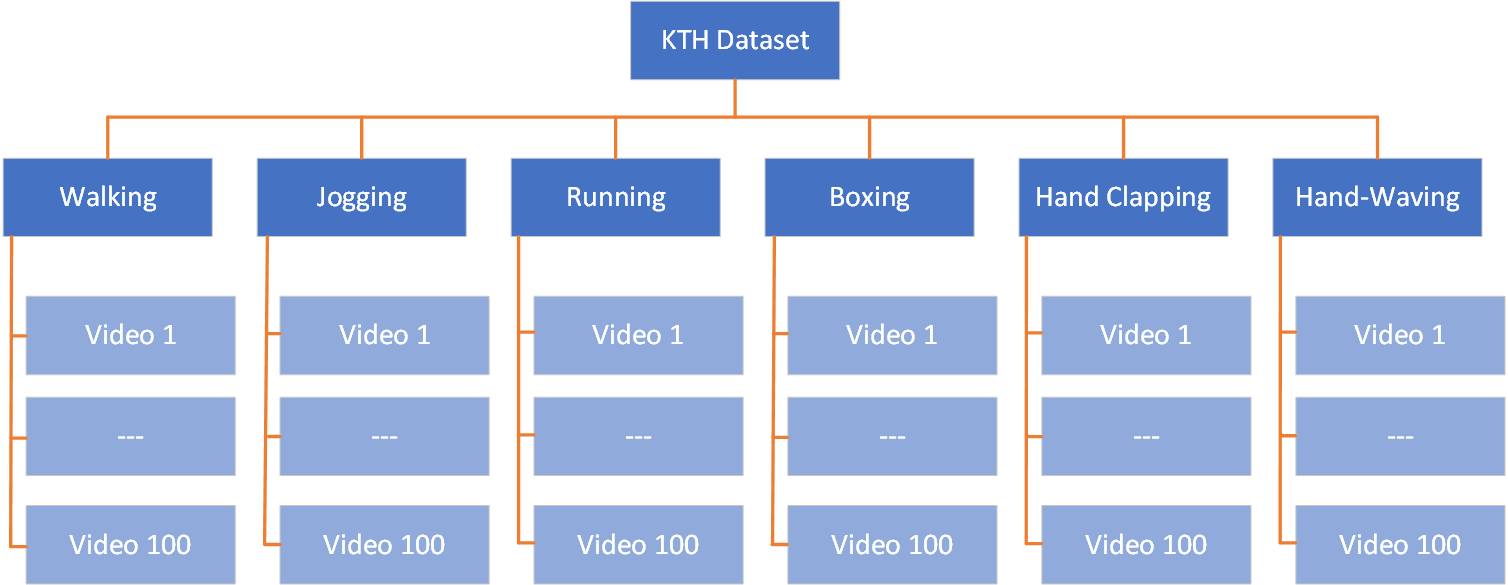 KTH Dataset
Walking
Jogging
Running
Boxing
Hand Clapping
Hand-Waving
Video 1
Video 1
Video 1
Video 1
Video 1
Video 1
---
---
---
---
---
---
Video 100
Video 100
Video 100
Video 100
Video 100
Video 100